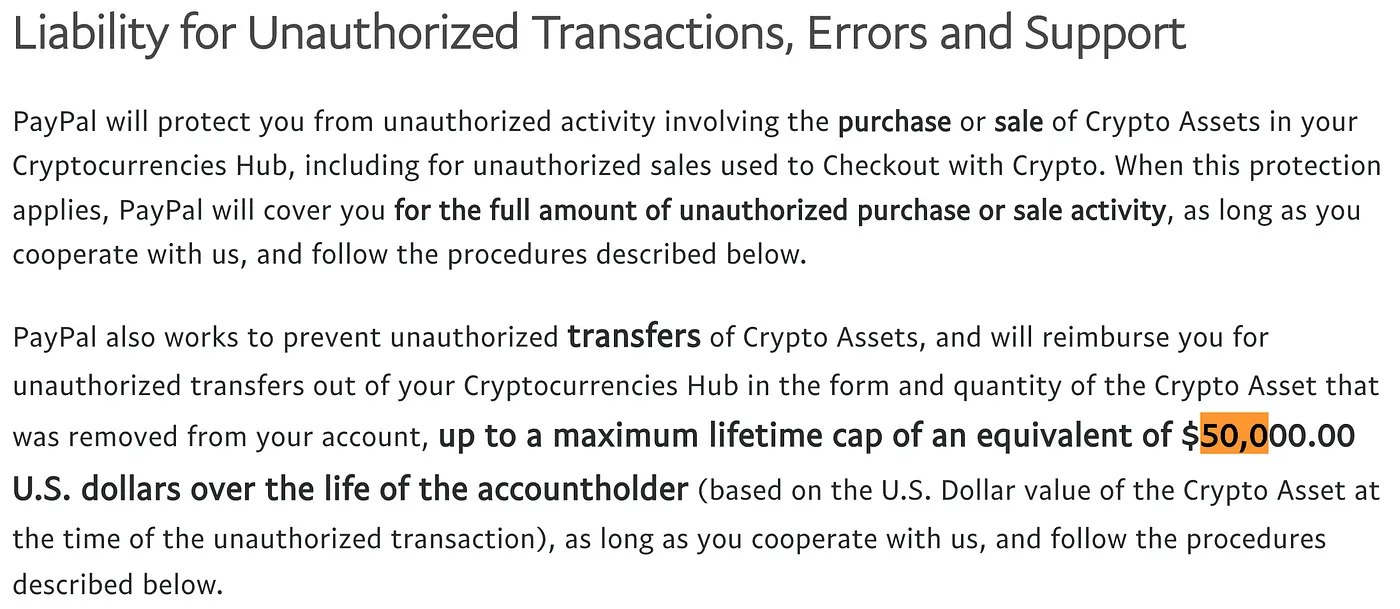 Liability for Unauthorized Transactions, Errors and Support
PayPal will protect you from unauthorized activity involving the purchase or sale of Crypto Assets in your
Cryptocurrencies Hub, including for unauthorized sales used to Checkout with Crypto. When this protection
applies, PayPal will cover you for the full amount of unauthorized purchase or sale activity, as long as you
cooperate with us, and follow the procedures described below.
PayPal also works to prevent unauthorized transfers of Crypto Assets, and will reimburse you for
unauthorized transfers out of your Cryptocurrencies Hub in the form and quantity of the Crypto Asset that
was removed from your account, up to a maximum lifetime cap of an equivalent of $50,000.00
U.S. dollars over the life of the accountholder (based on the U.S. Dollar value of the Crypto Asset at
the time of the unauthorized transaction), as long as you cooperate with us, and follow the procedures
described below.